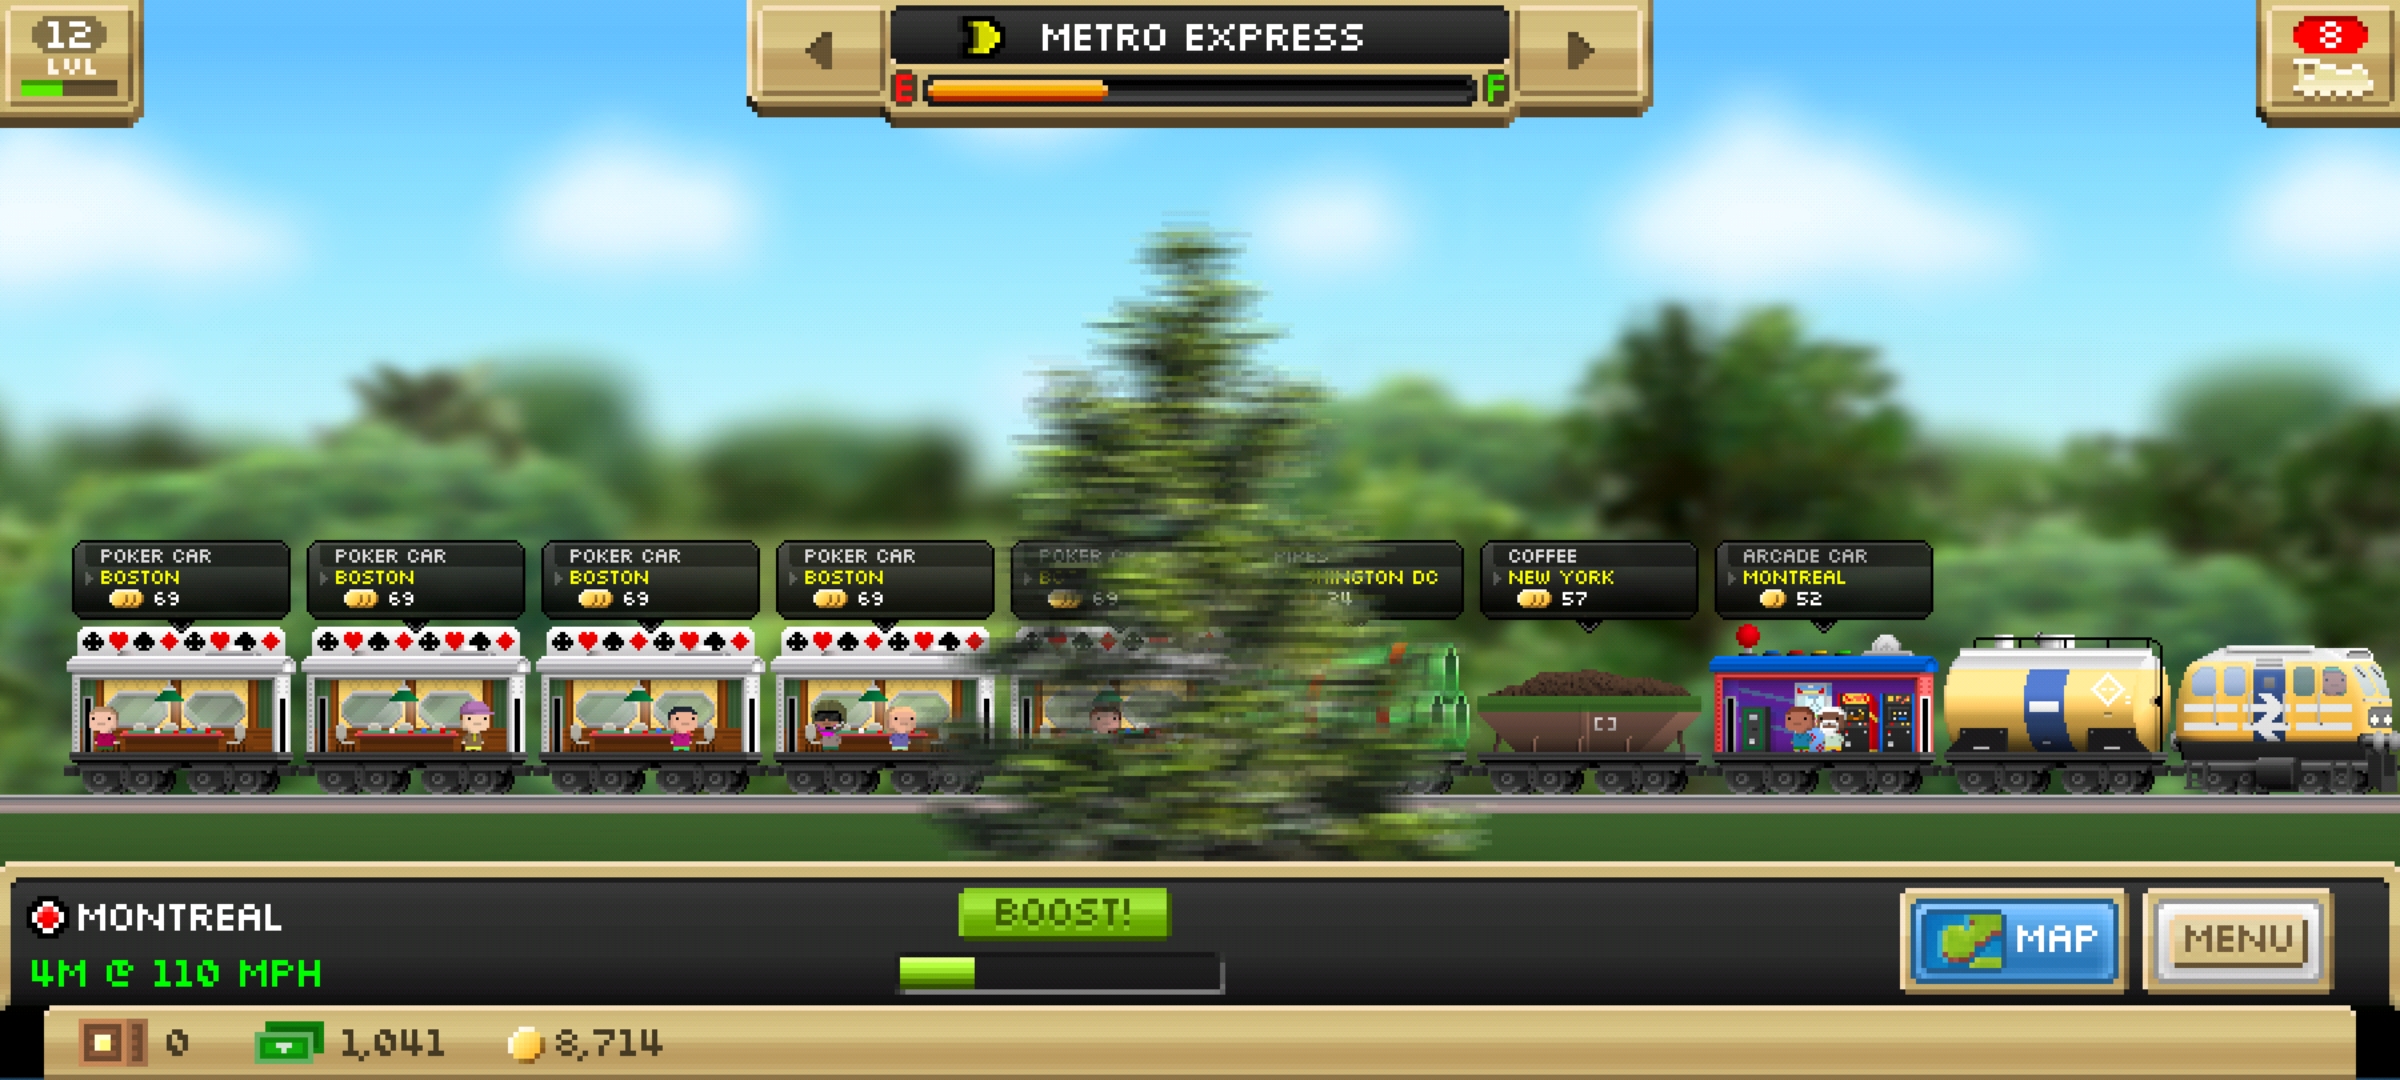 12
LVL
METRO EXPRESS
E F
8
POKER CAR
BOSTON
69
POKER CAR
BOSTON
69
POKER CAR
BOSTON
69
POKER CAR
BOSTON
69
POKER
69
COFFEE
NEW YORK
57
ARCADE CAR
MONTREAL
52
MONTREAL
4M @ 110 MPH
BOOST!
MAP
MENU
0
1,041
8,714